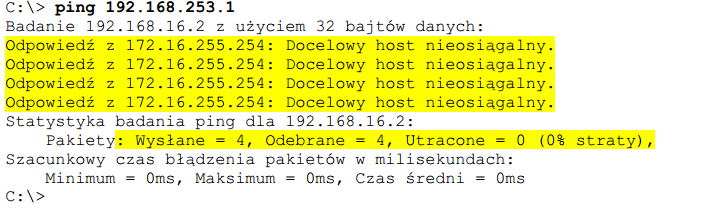 C:\> ping 192.168.253.1
Badanie 192.168.16.2 z użyciem 32 bajtów danych:
Odpowiedź z 172.16.255.254: Docelowy host nieosiągalny.
Odpowiedź z 172.16.255.254: Docelowy host nieosiągalny.
Odpowiedź z 172.16.255.254: Docelowy host nieosiągalny.
Odpowiedź z 172.16.255.254: Docelowy host nieosiągalny.
Statystyka badania ping dla 192.168.16.2:
    Pakiety: Wysłane = 4, Odebrane = 4, Utracone = 0 (0% straty),
Szacunkowy czas błądzenia pakietów w milisekundach:
    Minimum = 0ms, Maksimum = 0ms, Czas średni = 0ms
C:\>